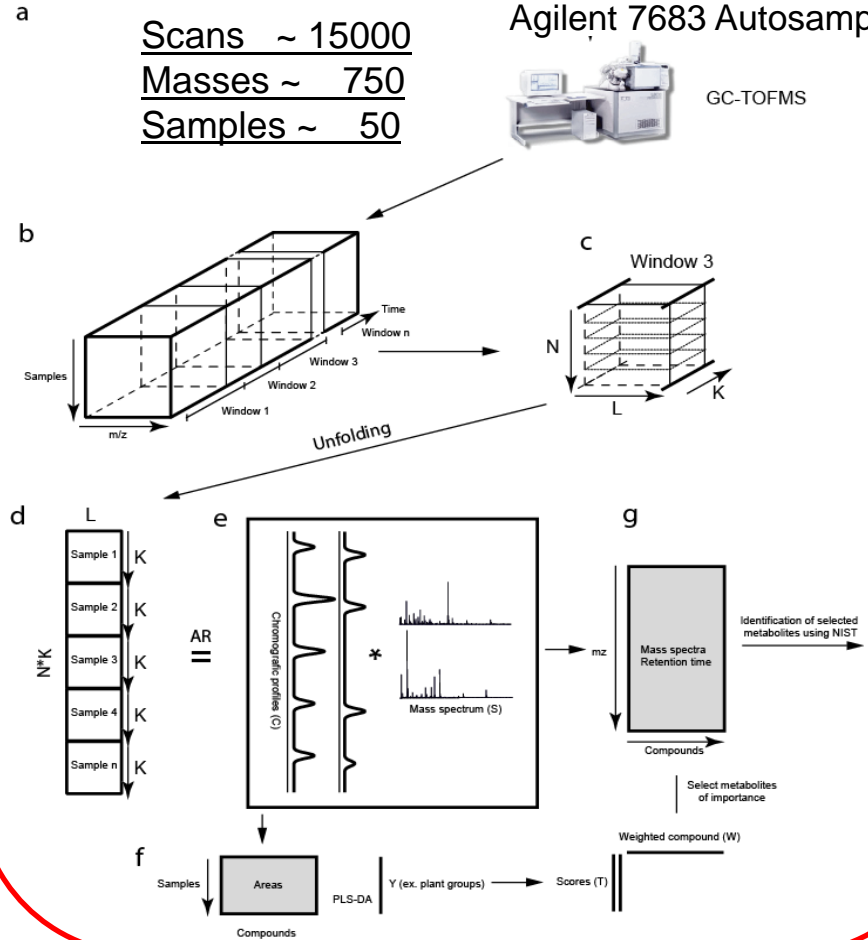 a
Scans ~ 15000
Masses ~ 750
Samples ~ 50
Agilent 7683 Autosamp
GC-TOFMS
b
Samples
m/z
Window 1
Window 2
Window 3
Window n
Time
c
Window 3
N
L
K
Unfolding
d
L
N*K
Sample 1
K
Sample 2
K
Sample 3
K
Sample 4
K
Sample n
K
AR
=
e
Chromografic profiles (C)
*
Mass spectrum (S)
g
mz
Mass spectra
Retention time
Compounds
Identification of selected
metabolites using NIST
Select metabolites
of importance
Weighted compound (W)
f
Samples
Areas
Compounds
PLS-DA
Y (ex. plant groups)
Scores (T)